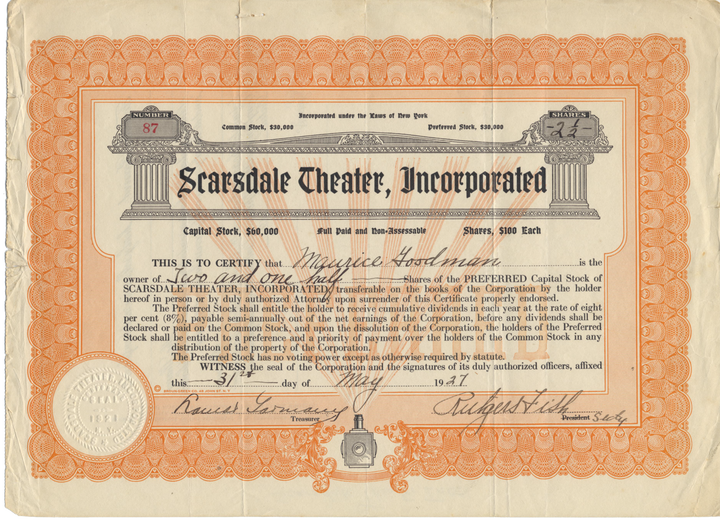 NUMBER
87
Incorporated under the Laws of New York
Common Stock, $30,000 Preferred Stock, $30,000
SHARES
-2½-
Scarsdale Theater, Incorporated
Capital Stock, $60,000 Full Paid and Non-Assessable Shares, $100 Each
THIS IS TO CERTIFY that Maurice Goodman is the
owner of Two and one half Shares of the PREFERRED Capital Stock of
SCARSDALE THEATER, INCORPORATED, transferable on the books of the Corporation by the holder
hereof in person or by duly authorized Attorney upon surrender of this Certificate properly endorsed.
The Preferred Stock shall entitle the holder to receive cumulative dividends in each year at the rate of eight
per cent (8%), payable semi-annually out of the net earnings of the Corporation, before any dividends shall be
declared or paid on the Common Stock, and upon the dissolution of the Corporation, the holders of the Preferred
Stock shall be entitled to a preference and a priority of payment over the holders of the Common Stock in any
distribution of the property of the Corporation.
The Preferred Stock has no voting power except as otherwise required by statute.
WITNESS the seal of the Corporation and the signatures of its duly authorized officers, affixed
this 31st day of May 1927
Rutgers Fish
Treasurer President Secty